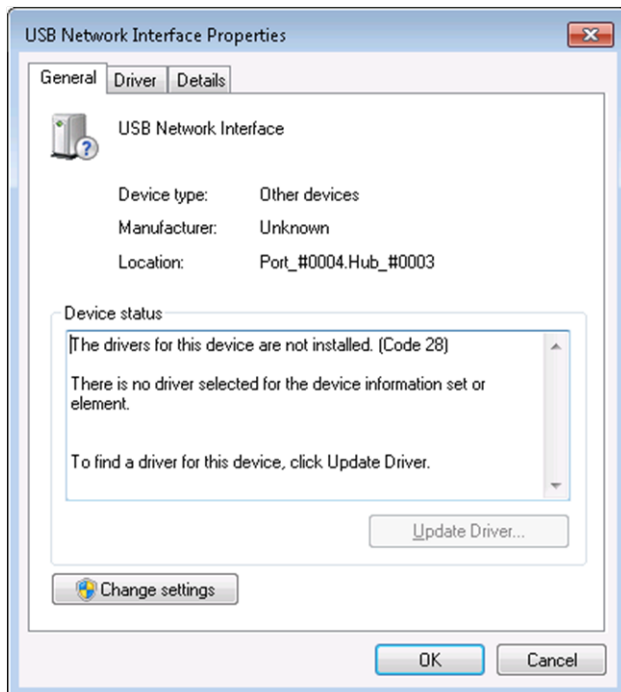 USB Network Interface Properties
General Driver Details
USB Network Interface
Device type: Other devices
Manufacturer: Unknown
Location: Port_#0004.Hub_#0003
Device status
The drivers for this device are not installed. (Code 28)
There is no driver selected for the device information set or
element.
To find a driver for this device, click Update Driver.
Update Driver...
Change settings
OK Cancel